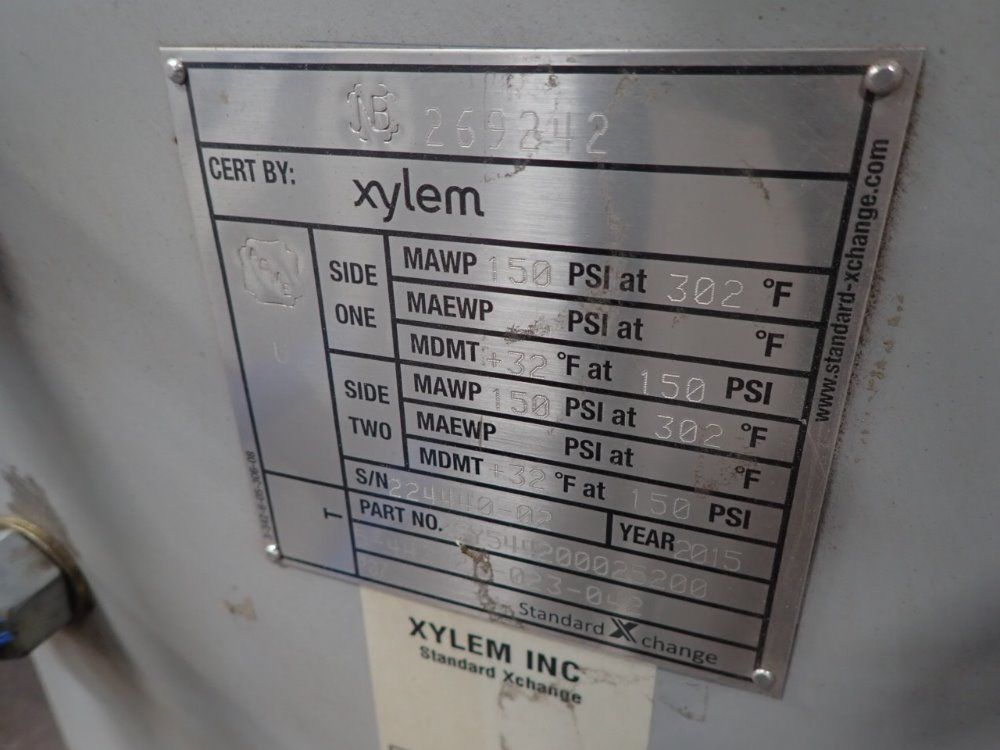 NB 269242
CERT BY: xylem
U
SIDE ONE
MAWP 150 PSI at 302 °F
MAEWP PSI at °F
MDMT +32 °F at 150 PSI
SIDE TWO
MAWP 150 PSI at 302 °F
MAEWP PSI at °F
MDMT +32 °F at 150 PSI
S/N 224440-02
YEAR 2015
T
PART NO.
Standard Xchange
www.standard-xchange.com
XYLEM INC
Standard Xchange